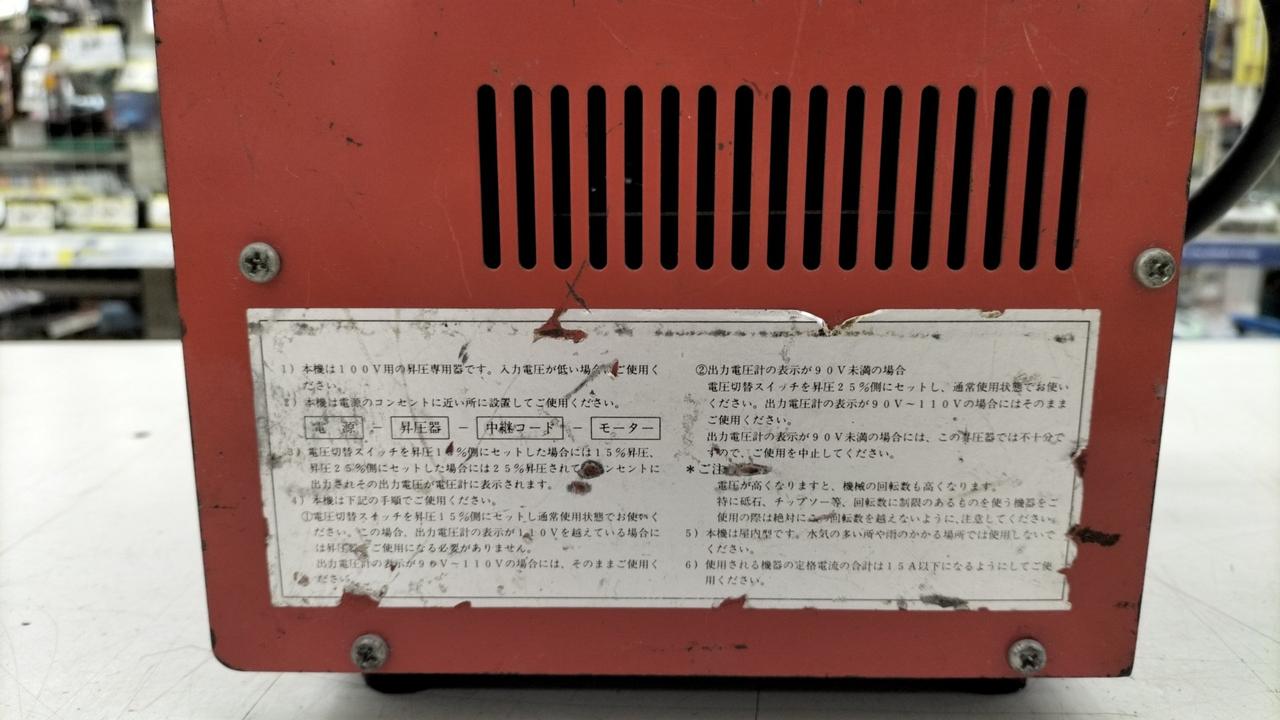 1）本機は１００Ｖ用の昇圧専用器です。入力電圧が低い場合 ご使用く
ださい。
2）本機は電源のコンセントに近い所に設置してご使用ください。
電 源 － 昇圧器 － 中継コード － モーター
3）電圧切替スイッチを昇圧１ ％側にセットした場合には１５％昇圧、
昇圧２５％側にセットした場合には２５％昇圧されて ンセントに
出力されその出力電圧が電圧計に表示されます。
4）本機は下記の手順でご使用ください。
①電圧切替スイッチを昇圧１５％側にセットし通常使用状態でお使いく
ださい。この場合、出力電圧計の表示が１１０Ｖを越えている場合に
は昇圧 ご使用になる必要がありません。
出力電圧計の表示が９０Ｖ～１１０Ｖの場合には、そのままご使用く
ださい。
②出力電圧計の表示が９０Ｖ未満の場合
電圧切替スイッチを昇圧２５％側にセットし、通常使用状態でお使い
ください。出力電圧計の表示が９０Ｖ～１１０Ｖの場合にはそのまま
ご使用ください。
出力電圧計の表示が９０Ｖ未満の場合には、この昇圧器では不十分で
すので、ご使用を中止してください。
＊ご注
電圧が高くなりますと、機械の回転数も高くなります。
特に砥石、チップソー等、回転数に制限のあるものを使う機器をご
使用の際は絶対に 回転数を越えないように、注意してください。
5）本機は屋内型です。水気の多い所や雨のかかる場所では使用しないで
ください。
6）使用される機器の定格電流の合計は１５Ａ以下になるようにしてご使
用ください。